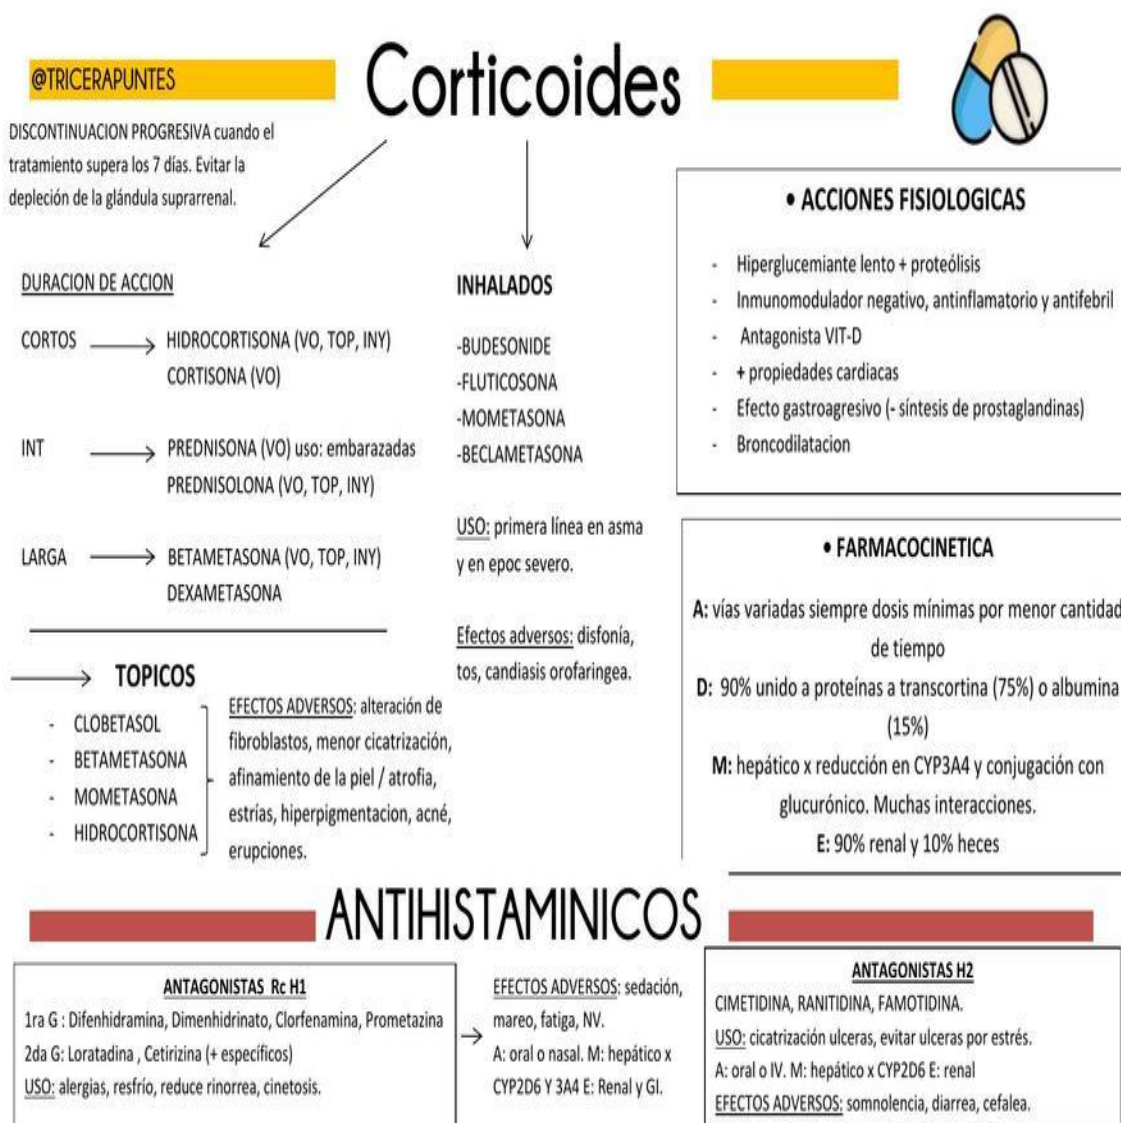 @TRICERAPUNTES
Corticoides
DISCONTINUACION PROGRESIVA cuando el
tratamiento supera los 7 días. Evitar la
depleción de la glándula suprarrenal.
DURACION DE ACCION
CORTOS HIDROCORTISONA (VO, TOP, INY)
CORTISONA (VO)
INT PREDNISONA (VO) uso: embarazadas
PREDNISOLONA (VO, TOP, INY)
LARGA BETAMETASONA (VO, TOP, INY)
DEXAMETASONA
INHALADOS
-BUDESONIDE
-FLUTICOSONA
-MOMETASONA
-BECLAMETASONA
USO: primera línea en asma
y en epoc severo.
Efectos adversos: disfonía,
tos, candiasis orofaringea.
• ACCIONES FISIOLOGICAS
- Hiperglucemiante lento + proteólisis
- Inmunomodulador negativo, antinflamatorio y antifebril
- Antagonista VIT-D
- + propiedades cardiacas
- Efecto gastroagresivo (- síntesis de prostaglandinas)
- Broncodilatacion
• FARMACOCINETICA
A: vías variadas siempre dosis mínimas por menor cantidad
de tiempo
D: 90% unido a proteínas a transcortina (75%) o albumina
(15%)
M: hepático x reducción en CYP3A4 y conjugación con
glucurónico. Muchas interacciones.
E: 90% renal y 10% heces
TOPICOS
- CLOBETASOL
- BETAMETASONA
- MOMETASONA
- HIDROCORTISONA
EFECTOS ADVERSOS: alteración de
fibroblastos, menor cicatrización,
afinamiento de la piel / atrofia,
estrías, hiperpigmentacion, acné,
erupciones.
ANTIHISTAMINICOS
ANTAGONISTAS Rc H1
1ra G : Difenhidramina, Dimenhidrinato, Clorfenamina, Prometazina
2da G: Loratadina , Cetirizina (+ específicos)
USO: alergias, resfrío, reduce rinorrea, cinetosis.
EFECTOS ADVERSOS: sedación,
mareo, fatiga, NV.
A: oral o nasal. M: hepático x
CYP2D6 Y 3A4 E: Renal y GI.
ANTAGONISTAS H2
CIMETIDINA, RANITIDINA, FAMOTIDINA.
USO: cicatrización ulceras, evitar ulceras por estrés.
A: oral o IV. M: hepático x CYP2D6 E: renal
EFECTOS ADVERSOS: somnolencia, diarrea, cefalea.